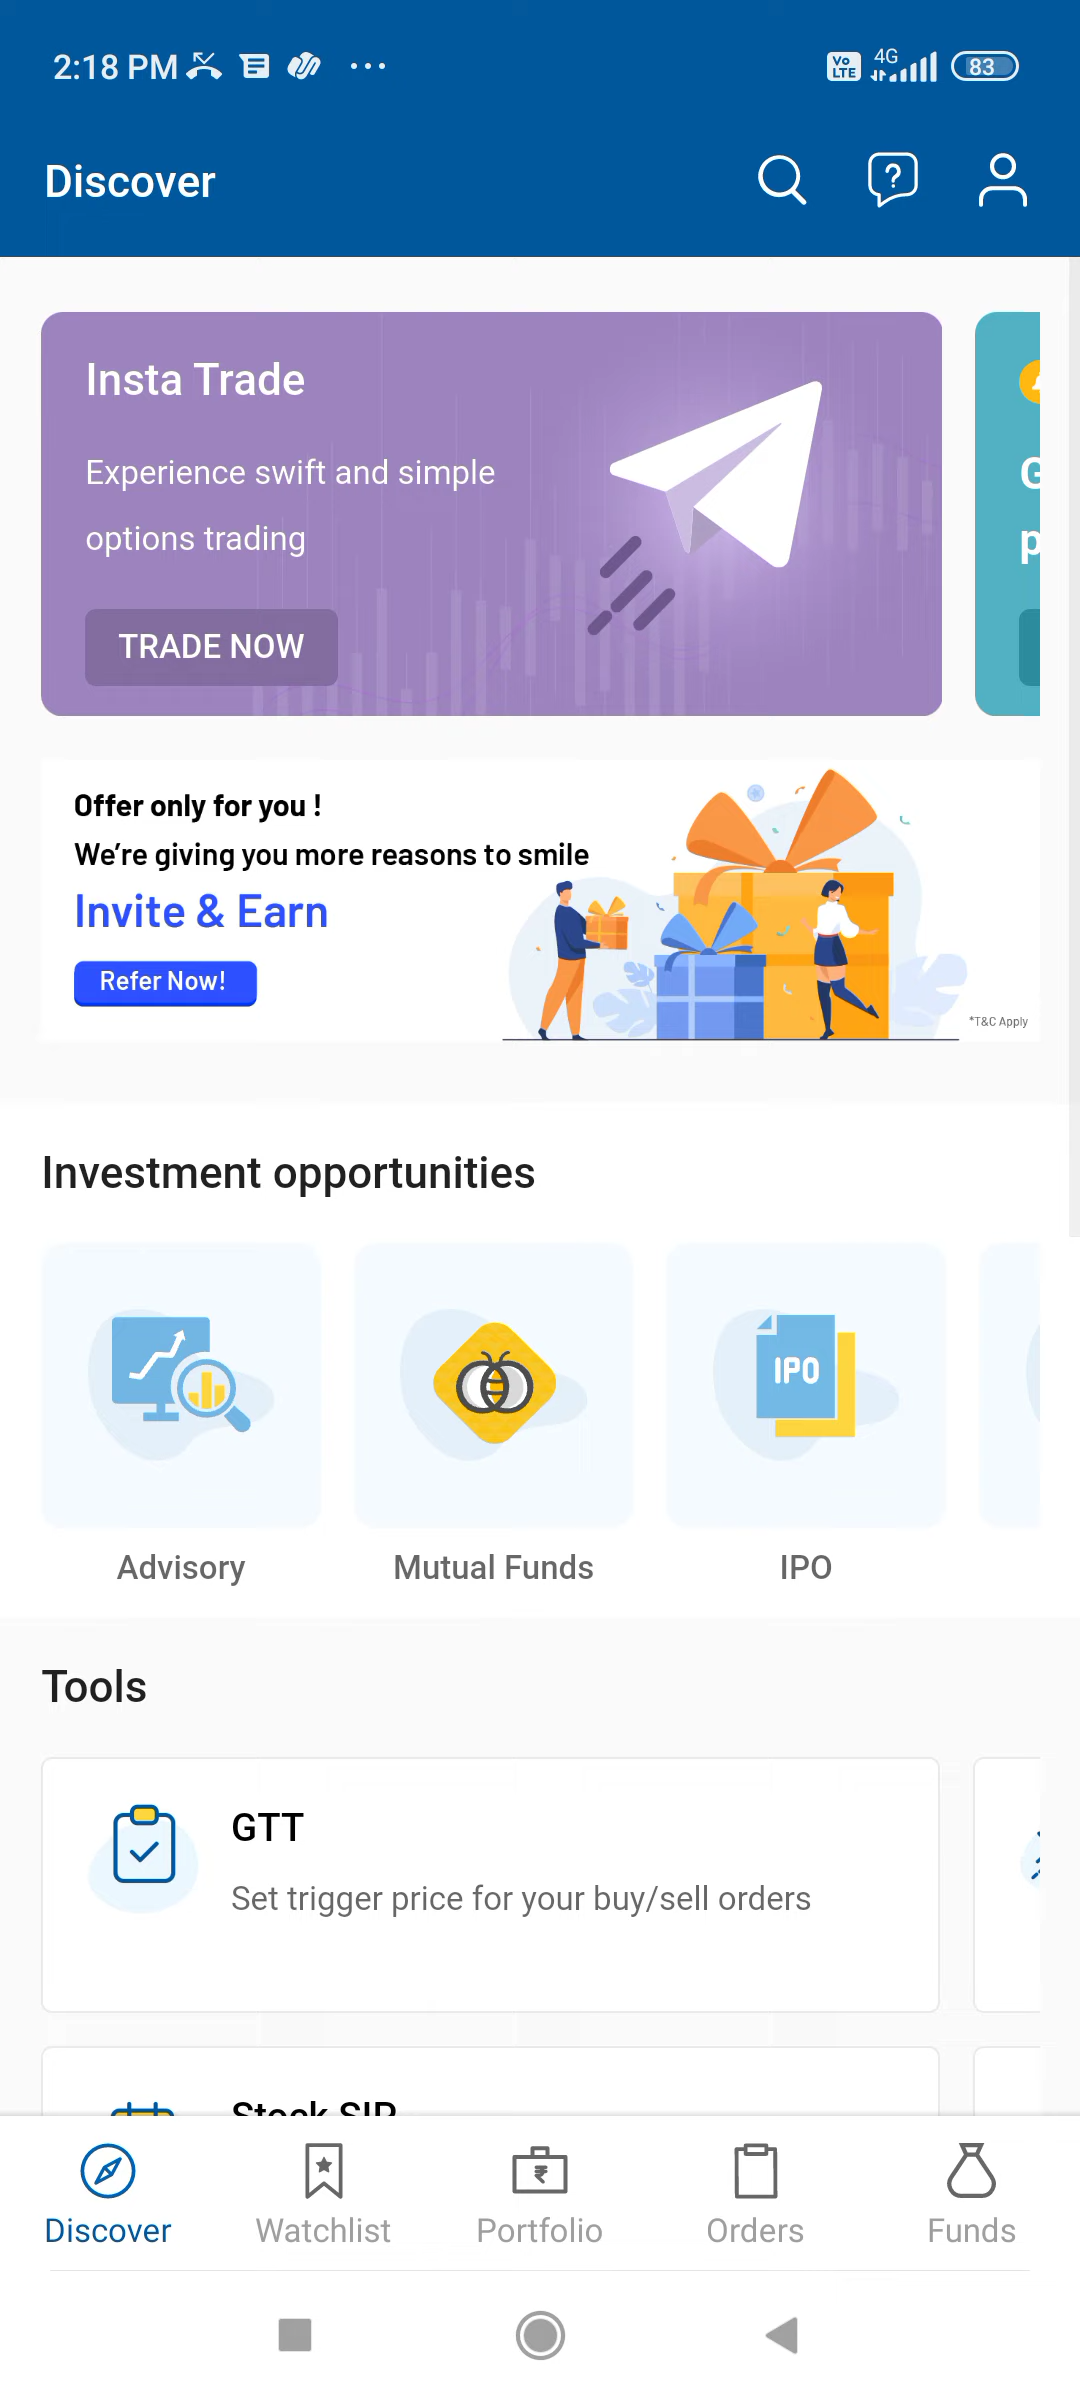 2:18 PM
Vo LTE 4G 83
Discover
Insta Trade
Experience swift and simple
options trading
TRADE NOW
Offer only for you !
We're giving you more reasons to smile
Invite & Earn
Refer Now!
*T&C Apply
Investment opportunities
IPO
Advisory
Mutual Funds
IPO
Tools
GTT
Set trigger price for your buy/sell orders
Stock SIP
Discover
Watchlist
Portfolio
Orders
Funds